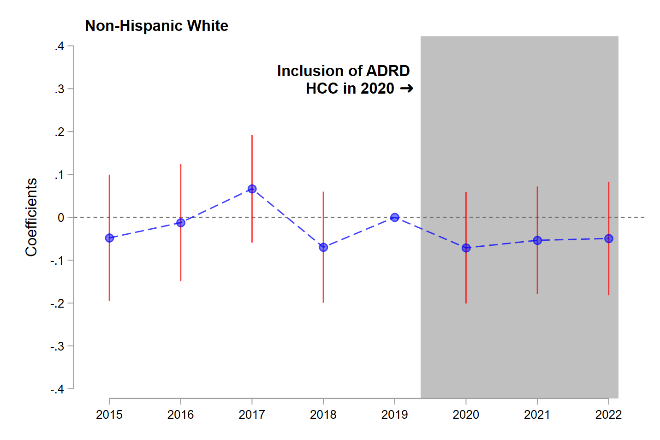 Non-Hispanic White
.4
Inclusion of ADRD
HCC in 2020 →
.3
.2
.1
0
-.1
-.2
-.3
-.4
Coefficients
2015 2016 2017 2018 2019 2020 2021 2022